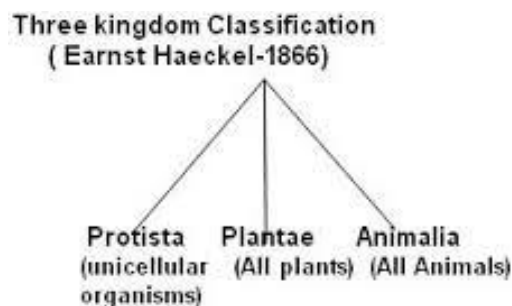 Three kingdom Classification
( Earnst Haeckel-1866)
Protista Plantae Animalia
(unicellular (All plants) (All Animals)
organisms)